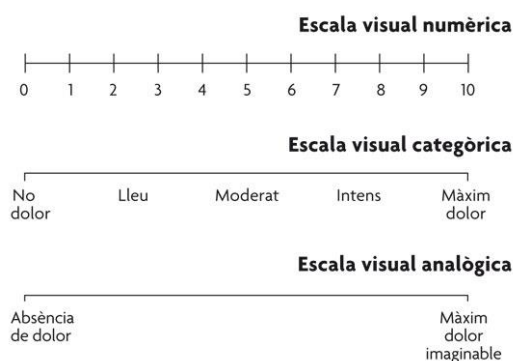 Escala visual numèrica
0 1 2 3 4 5 6 7 8 9 10
Escala visual categòrica
No dolor Lleu Moderat Intens Màxim dolor
Escala visual analògica
Absència de dolor Màxim dolor imaginable